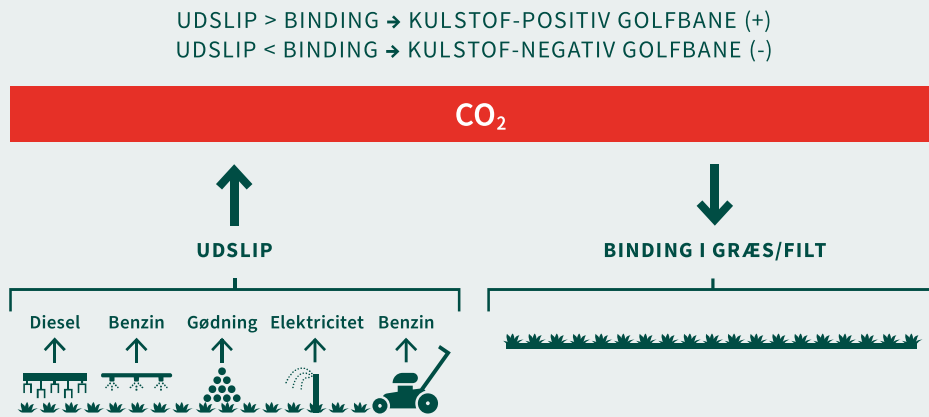 UDSLIP > BINDING → KULSTOF-POSITIV GOLFBANE (+)
UDSLIP < BINDING → KULSTOF-NEGATIV GOLFBANE (-)
CO₂
UDSLIP
BINDING I GRÆS/FILT
Diesel Benzin Gødning Elektricitet Benzin